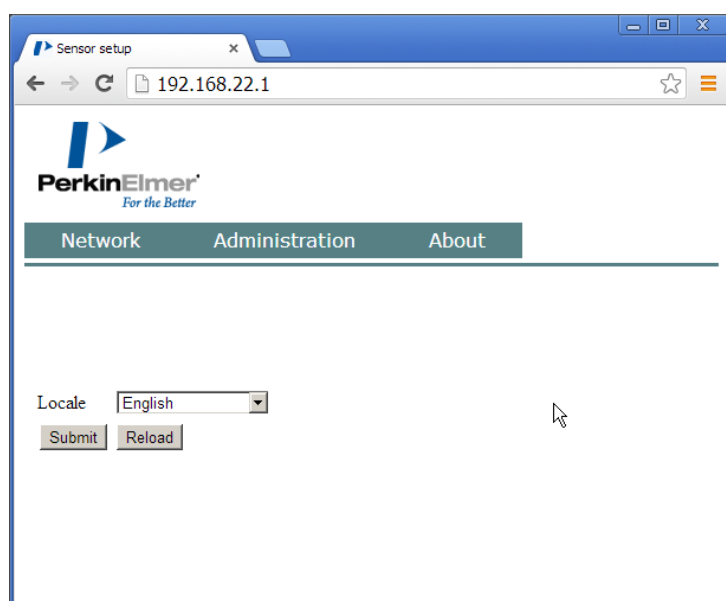 Sensor setup
192.168.22.1
PerkinElmer
For the Better
Network Administration About
Locale English
Submit Reload